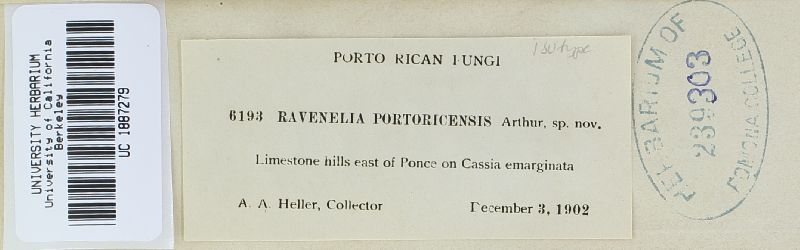 UNIVERSITY HERBARIUM
University of California
Berkeley
UC 1887279
Isotype
PORTO RICAN FUNGI
6193 RAVENELIA PORTORICENSIS Arthur, sp. nov.
Limestone hills east of Ponce on Cassia emarginata
A. A. Heller, Collector December 3, 1902
HERBARIUM OF
239303
POMONA COLLEGE